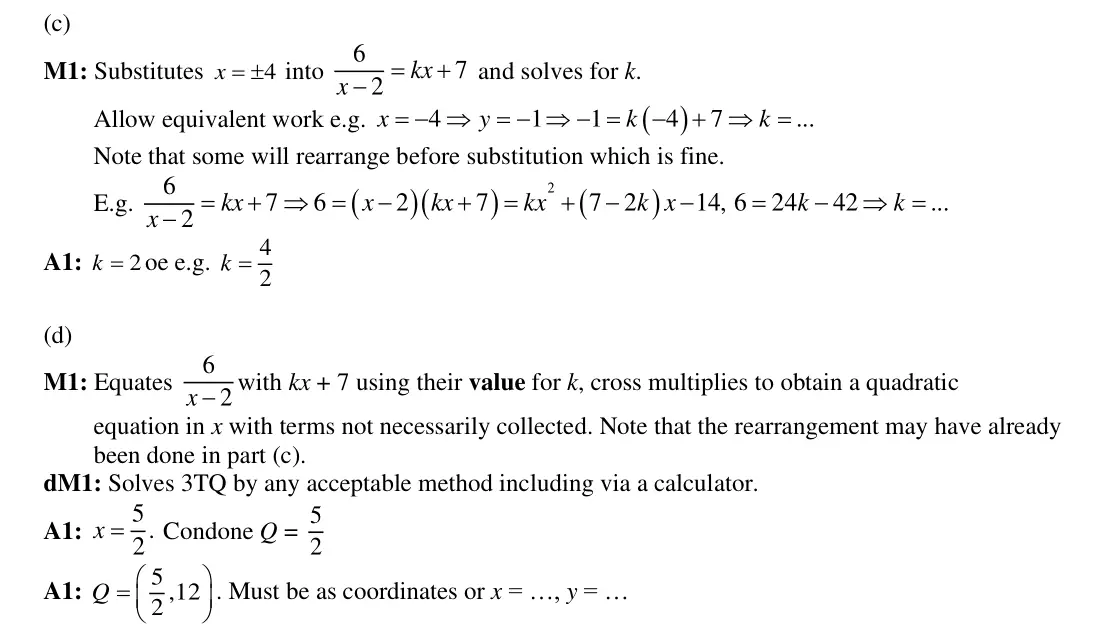 (c)
M1: Substitutes x = ±4 into 6/(x − 2) = kx + 7 and solves for k.
Allow equivalent work e.g. x = −4 ⇒ y = −1 ⇒ −1 = k(−4) + 7 ⇒ k = ...
Note that some will rearrange before substitution which is fine.
E.g. 6/(x − 2) = kx + 7 ⇒ 6 = (x − 2)(kx + 7) = kx² + (7 − 2k)x − 14, 6 = 24k − 42 ⇒ k = ...
A1: k = 2 oe e.g. k = 4/2
(d)
M1: Equates 6/(x − 2) with kx + 7 using their value for k, cross multiplies to obtain a quadratic
equation in x with terms not necessarily collected. Note that the rearrangement may have already
been done in part (c).
dM1: Solves 3TQ by any acceptable method including via a calculator.
A1: x = 5/2. Condone Q = 5/2
A1: Q = (5/2, 12). Must be as coordinates or x = …, y = …